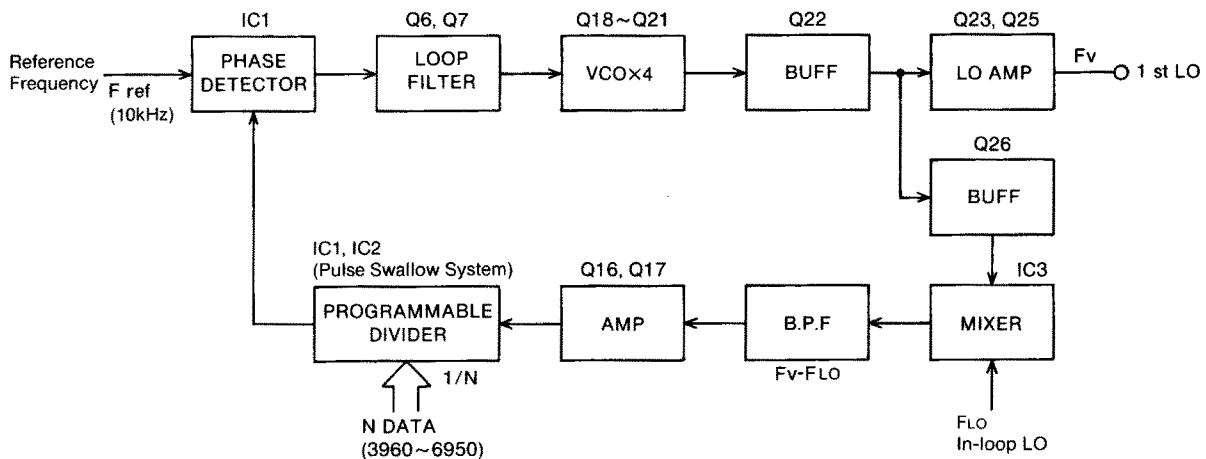 IC1
Q6, Q7
Q18~Q21
Q22
Q23, Q25
Reference
Frequency
F ref
(10kHz)
PHASE
DETECTOR
LOOP
FILTER
VCO×4
BUFF
LO AMP
Fv
1 st LO
Q26
BUFF
IC1, IC2
(Pulse Swallow System)
PROGRAMMABLE
DIVIDER
Q16, Q17
AMP
B.P.F
Fv-FLO
IC3
MIXER
1/N
N DATA
(3960~6950)
FLO
In-loop LO